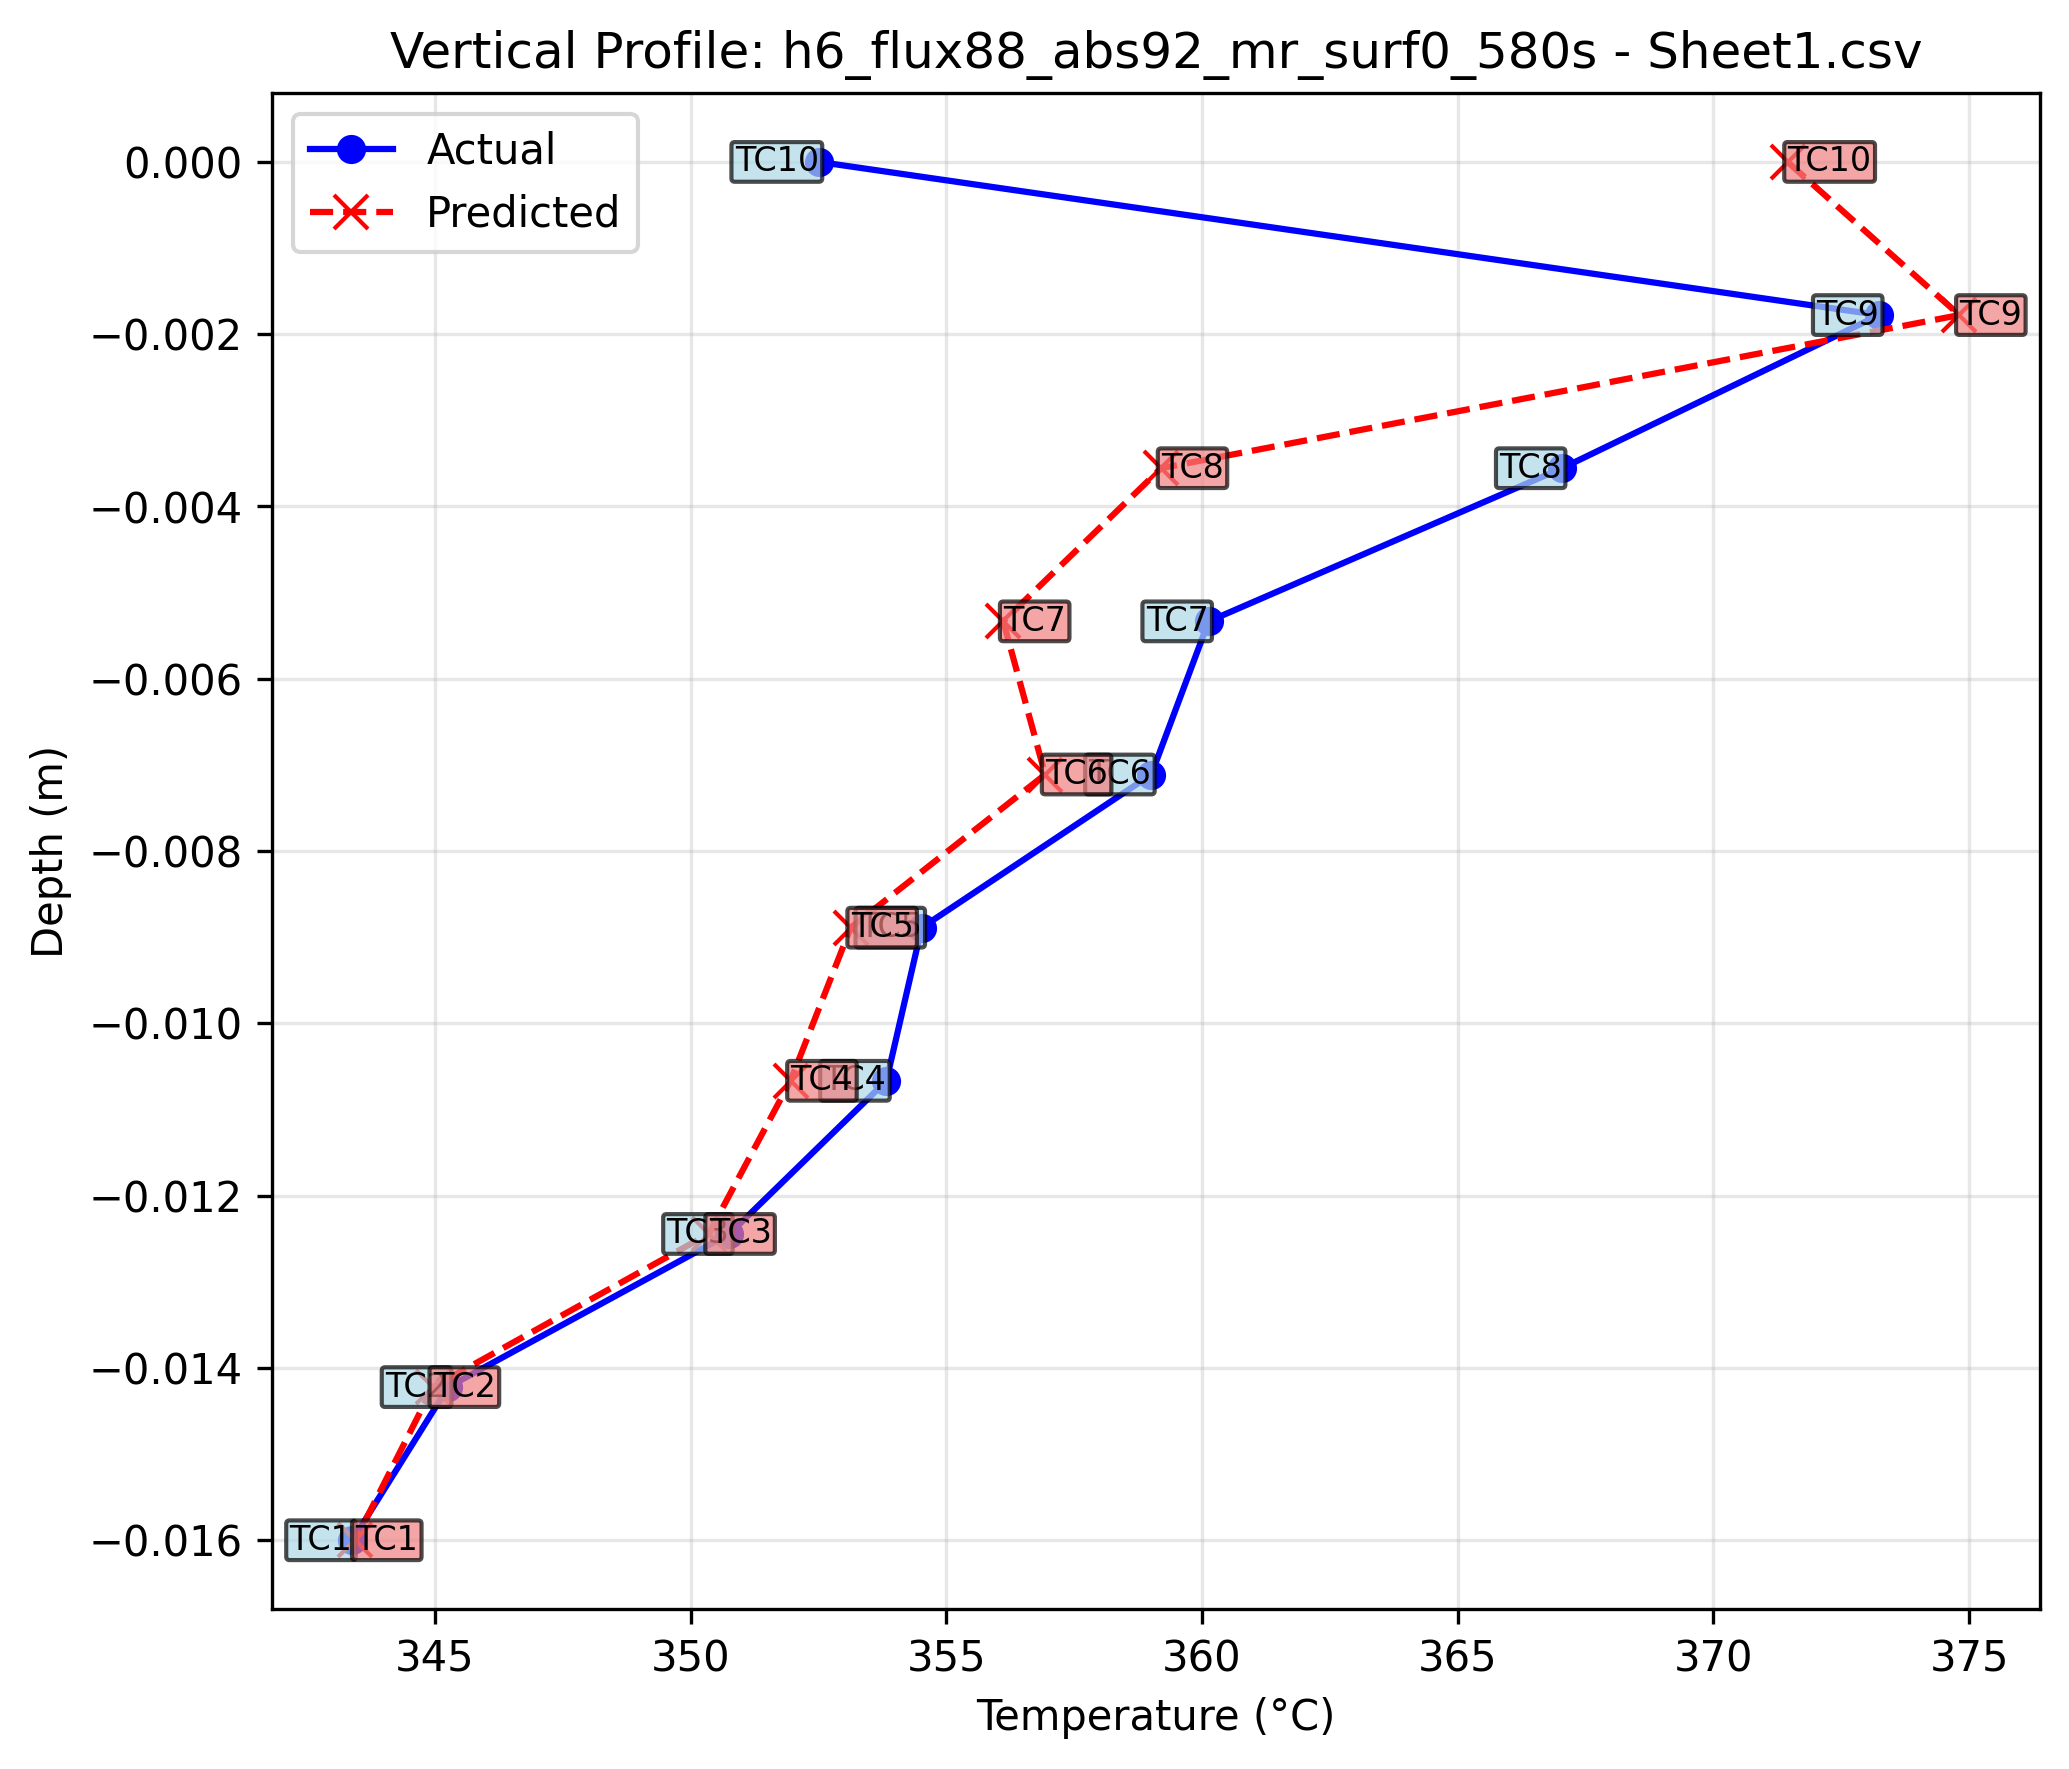 Vertical Profile: h6_flux88_abs92_mr_surf0_580s - Sheet1.csv
Actual
Predicted
0.000
−0.002
−0.004
−0.006
−0.008
−0.010
−0.012
−0.014
−0.016
Depth (m)
TC10 TC10
TC9 TC9
TC8 TC8
TC7 TC7
TC6
TC5
TC4
TC3
TC2
TC1 TC1
345 350 355 360 365 370 375
Temperature (°C)